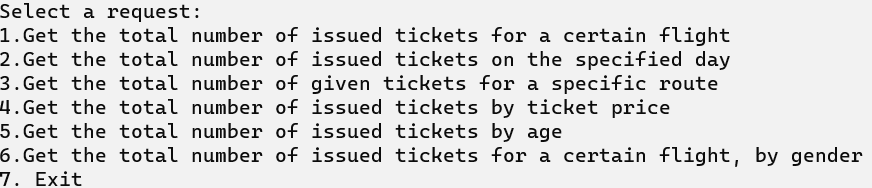 Select a request:
1.Get the total number of issued tickets for a certain flight
2.Get the total number of issued tickets on the specified day
3.Get the total number of given tickets for a specific route
4.Get the total number of issued tickets by ticket price
5.Get the total number of issued tickets by age
6.Get the total number of issued tickets for a certain flight, by gender
7. Exit